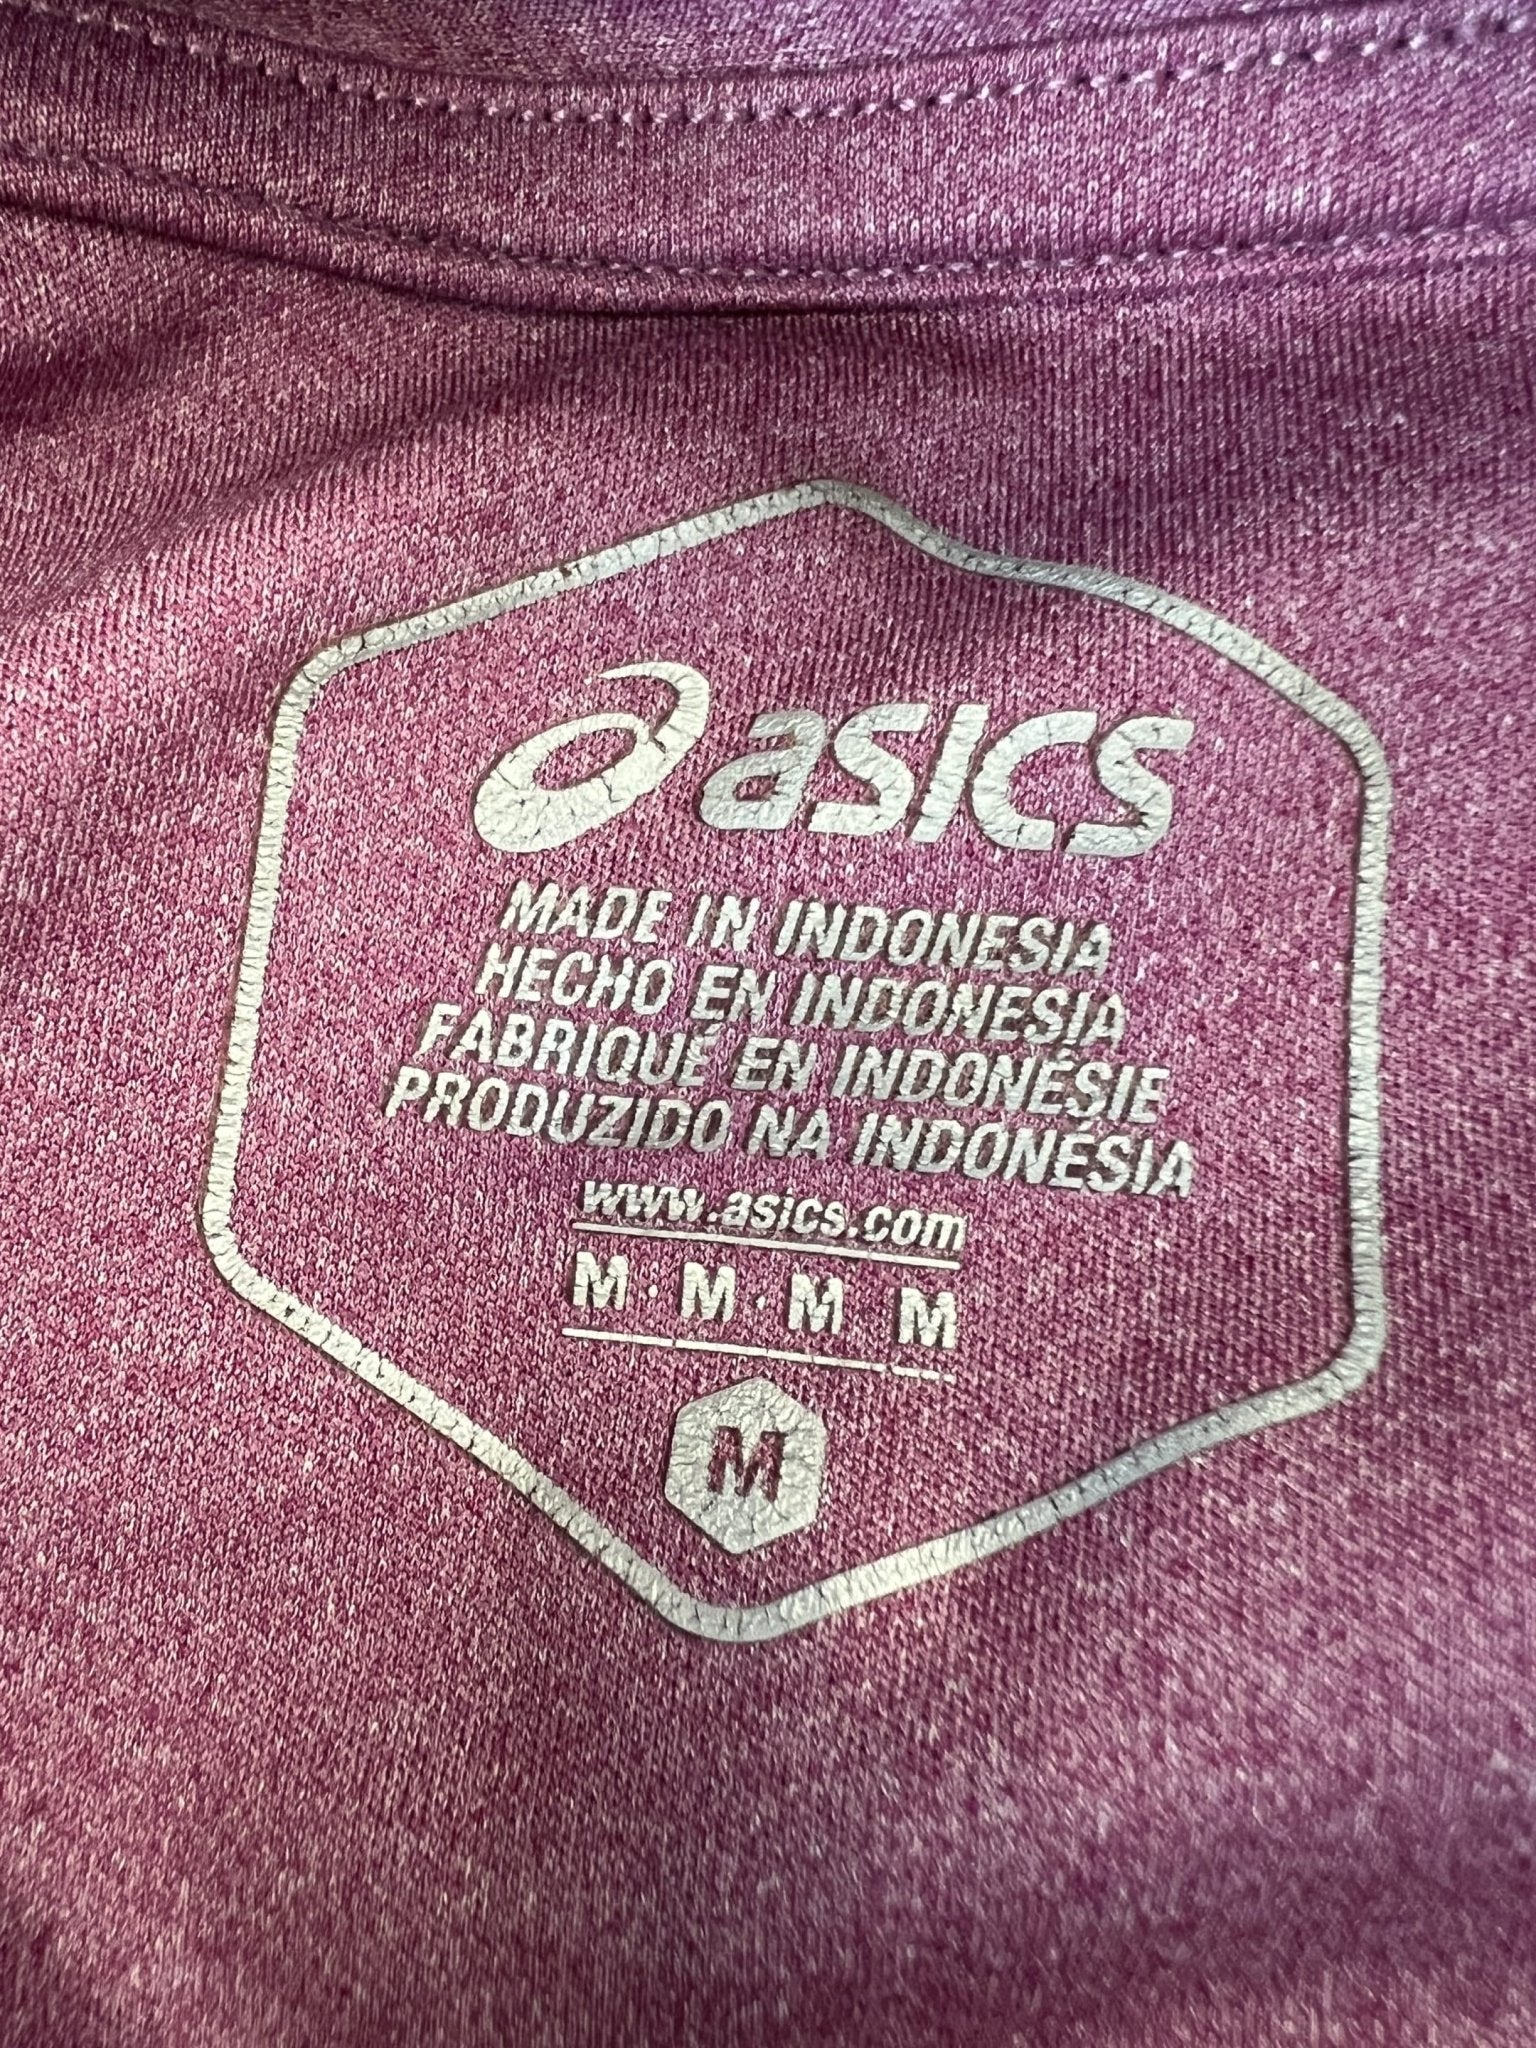 asics
MADE IN INDONESIA
HECHO EN INDONESIA
FABRIQUÉ EN INDONÉSIE
PRODUZIDO NA INDONÉSIA
www.asics.com
M · M · M M
M